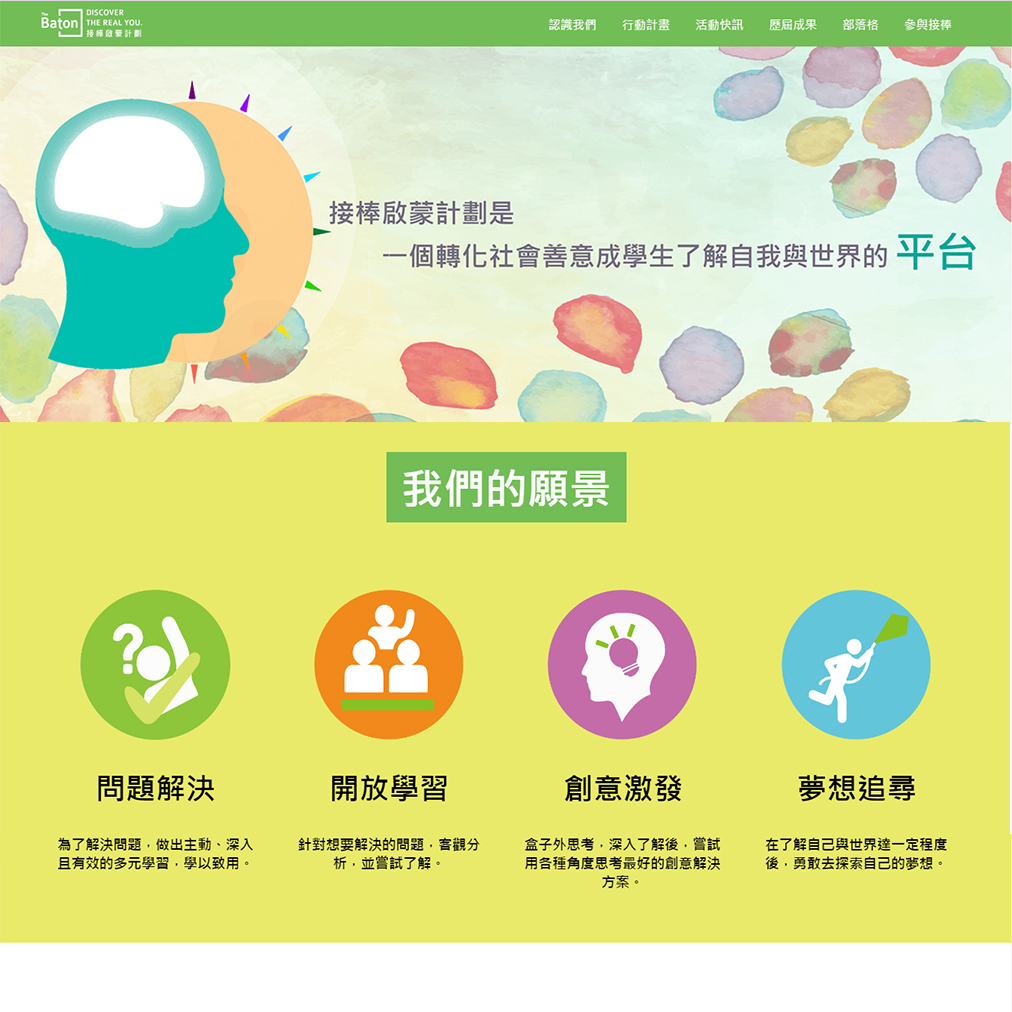 The
Baton
DISCOVER
THE REAL YOU.
接棒啟蒙計劃
認識我們 行動計畫 活動快訊 歷屆成果 部落格 參與接棒
接棒啟蒙計劃是
一個轉化社會善意成學生了解自我與世界的 平台
我們的願景
問題解決
為了解決問題，做出主動、深入
且有效的多元學習，學以致用。
開放學習
針對想要解決的問題，客觀分
析，並嘗試了解。
創意激發
盒子外思考，深入了解後，嘗試
用各種角度思考最好的創意解決
方案。
夢想追尋
在了解自己與世界達一定程度
後，勇敢去探索自己的夢想。